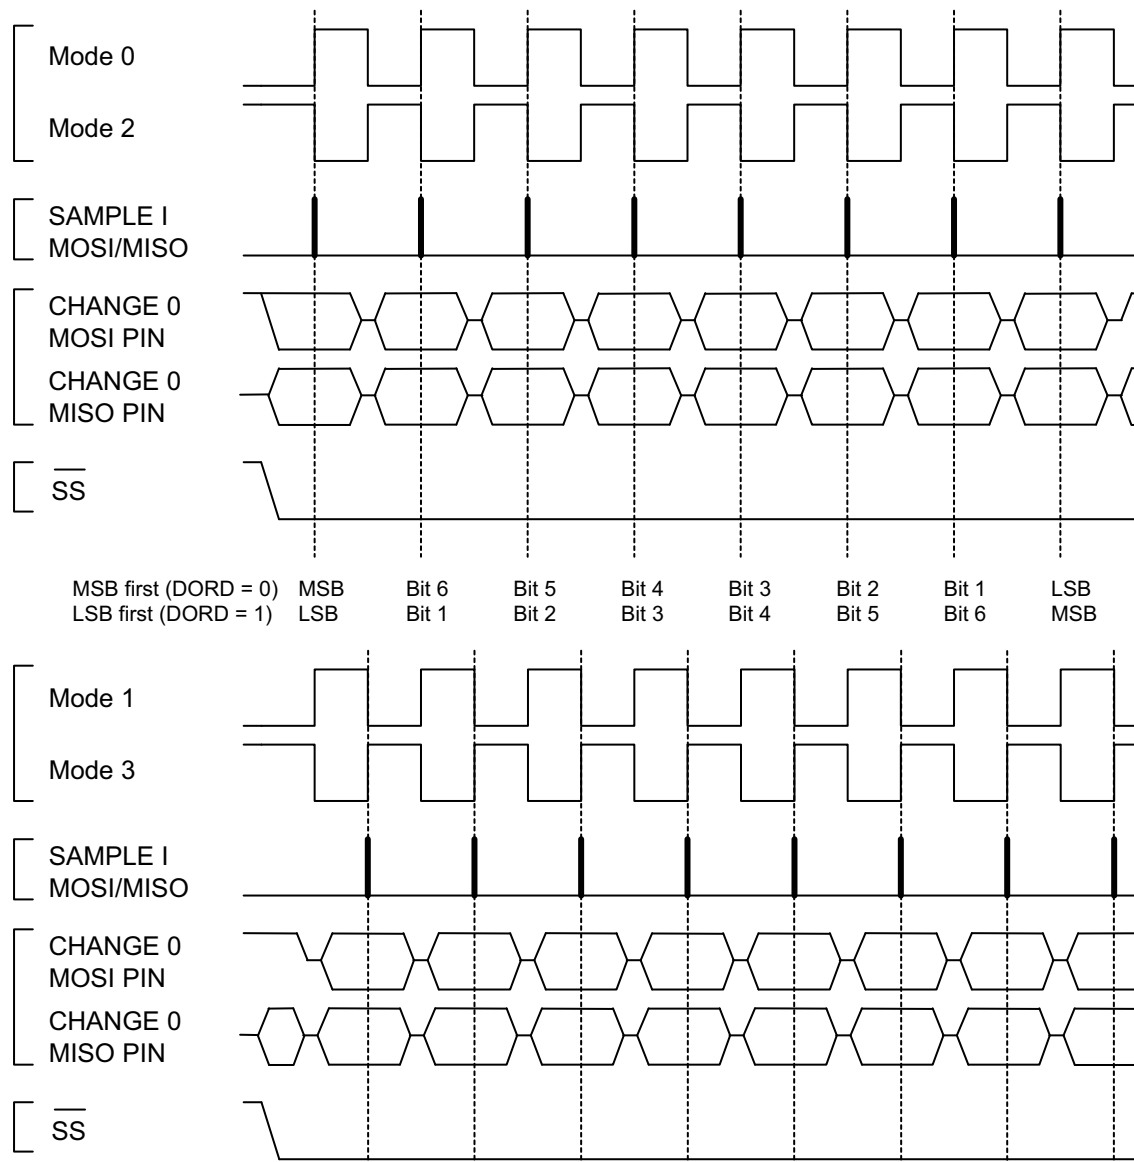 Mode 0
Mode 2
SAMPLE I
MOSI/MISO
CHANGE 0
MOSI PIN
CHANGE 0
MISO PIN
SS
MSB first (DORD = 0) MSB Bit 6 Bit 5 Bit 4 Bit 3 Bit 2 Bit 1 LSB
LSB first (DORD = 1) LSB Bit 1 Bit 2 Bit 3 Bit 4 Bit 5 Bit 6 MSB
Mode 1
Mode 3
SAMPLE I
MOSI/MISO
CHANGE 0
MOSI PIN
CHANGE 0
MISO PIN
SS